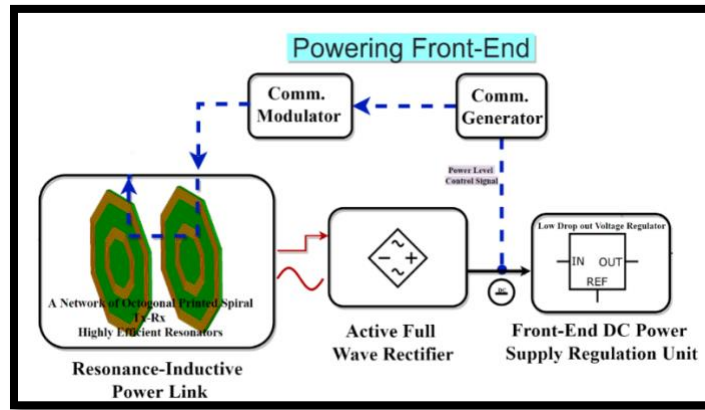 Powering Front-End
Comm.
Modulator
Comm.
Generator
Power Level
Control Signal
A Network of Octogonal Printed Spiral
Tx-Rx
Highly Efficient Resonators
Resonance-Inductive
Power Link
~
− +
~
Active Full
Wave Rectifier
DC
Low Drop out Voltage Regulator
IN OUT
REF
Front-End DC Power
Supply Regulation Unit